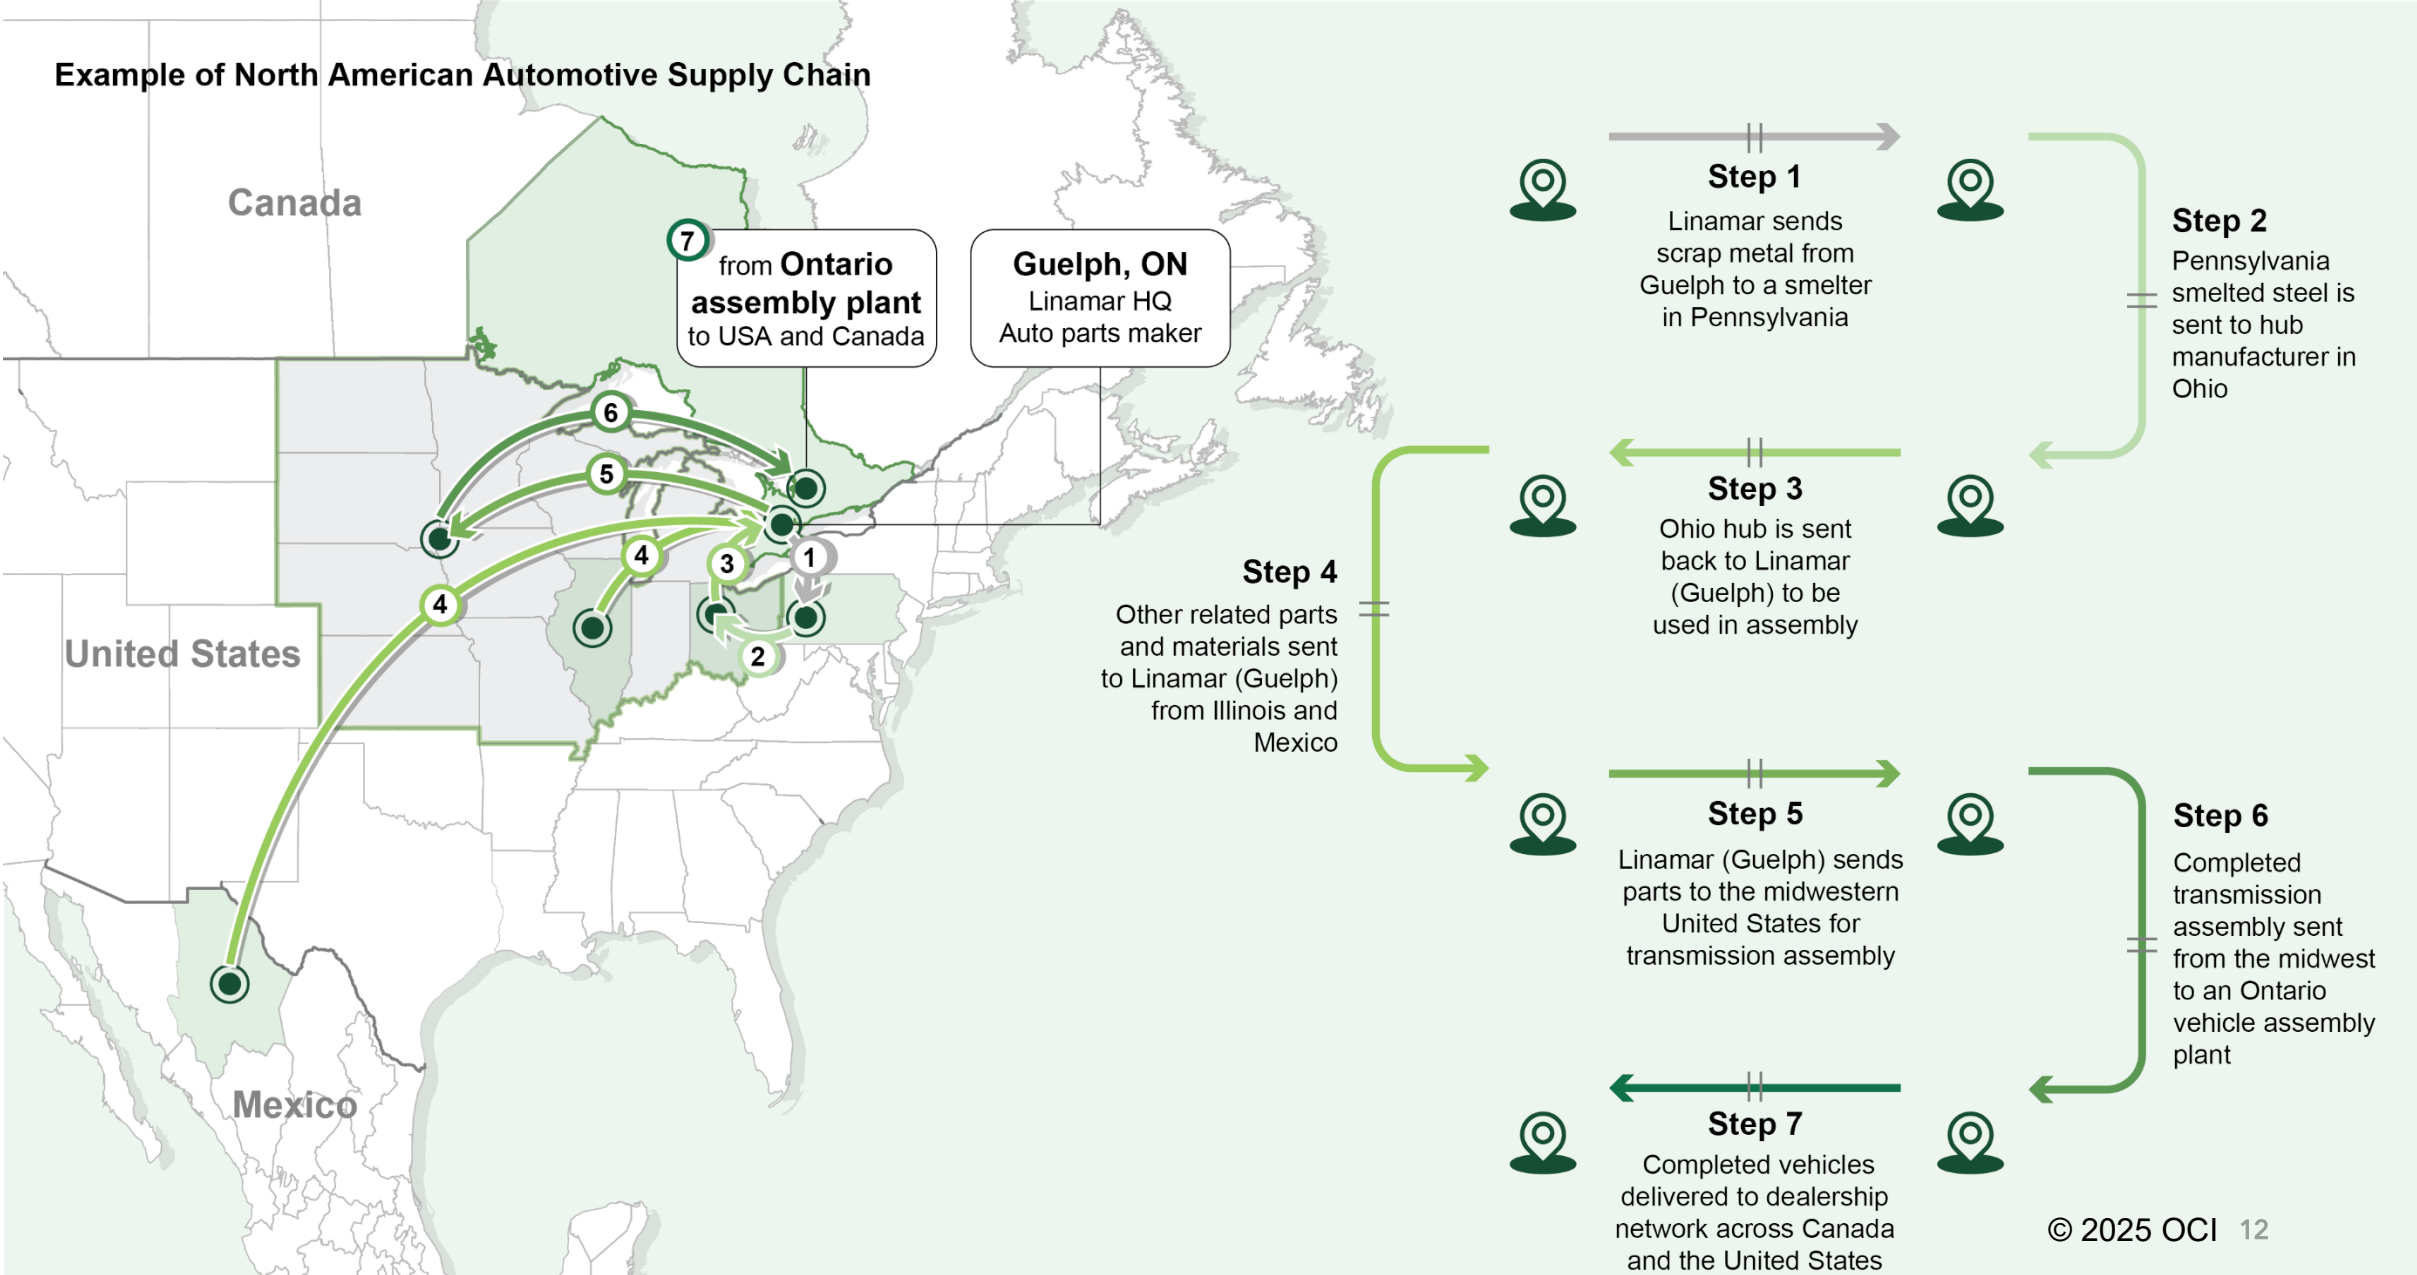 Example of North American Automotive Supply Chain
Canada
United States
Mexico
7
from Ontario
assembly plant
to USA and Canada
Guelph, ON
Linamar HQ
Auto parts maker
6
5
4
3
1
4
2
Step 1
Linamar sends
scrap metal from
Guelph to a smelter
in Pennsylvania
Step 2
Pennsylvania
smelted steel is
sent to hub
manufacturer in
Ohio
Step 3
Ohio hub is sent
back to Linamar
(Guelph) to be
used in assembly
Step 4
Other related parts
and materials sent
to Linamar (Guelph)
from Illinois and
Mexico
Step 5
Linamar (Guelph) sends
parts to the midwestern
United States for
transmission assembly
Step 6
Completed
transmission
assembly sent
from the midwest
to an Ontario
vehicle assembly
plant
Step 7
Completed vehicles
delivered to dealership
network across Canada
and the United States
© 2025 OCI 12